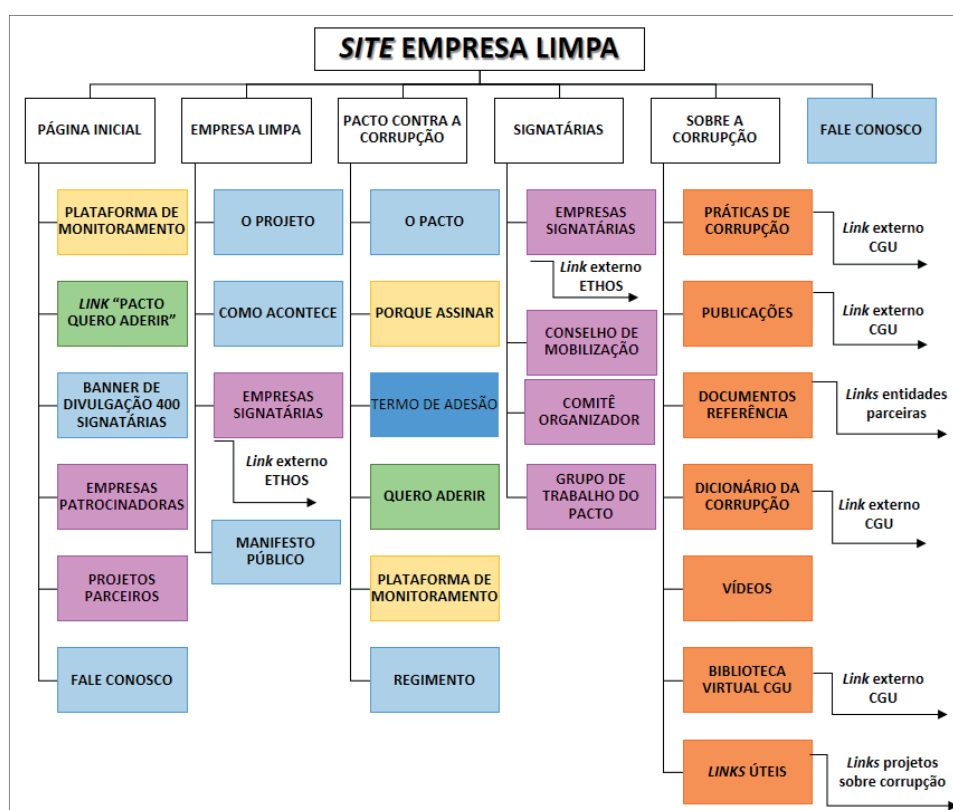 SITE EMPRESA LIMPA
PÁGINA INICIAL
EMPRESA LIMPA
PACTO CONTRA A
CORRUPÇÃO
SIGNATÁRIAS
SOBRE A
CORRUPÇÃO
FALE CONOSCO
PLATAFORMA DE
MONITORAMENTO
LINK “PACTO
QUERO ADERIR”
BANNER DE
DIVULGAÇÃO 400
SIGNATÁRIAS
EMPRESAS
PATROCINADORAS
PROJETOS
PARCEIROS
FALE CONOSCO
O PROJETO
COMO ACONTECE
EMPRESAS
SIGNATÁRIAS
Link externo
ETHOS
MANIFESTO
PÚBLICO
O PACTO
PORQUE ASSINAR
TERMO DE ADESÃO
QUERO ADERIR
PLATAFORMA DE
MONITORAMENTO
REGIMENTO
EMPRESAS
SIGNATÁRIAS
Link externo
ETHOS
CONSELHO DE
MOBILIZAÇÃO
COMITÊ
ORGANIZADOR
GRUPO DE
TRABALHO DO
PACTO
PRÁTICAS DE
CORRUPÇÃO
Link externo
CGU
PUBLICAÇÕES
Link externo
CGU
DOCUMENTOS
REFERÊNCIA
Links entidades
parceiras
DICIONÁRIO DA
CORRUPÇÃO
Link externo
CGU
VÍDEOS
BIBLIOTECA
VIRTUAL CGU
Link externo
CGU
LINKS ÚTEIS
Links projetos
sobre corrupção